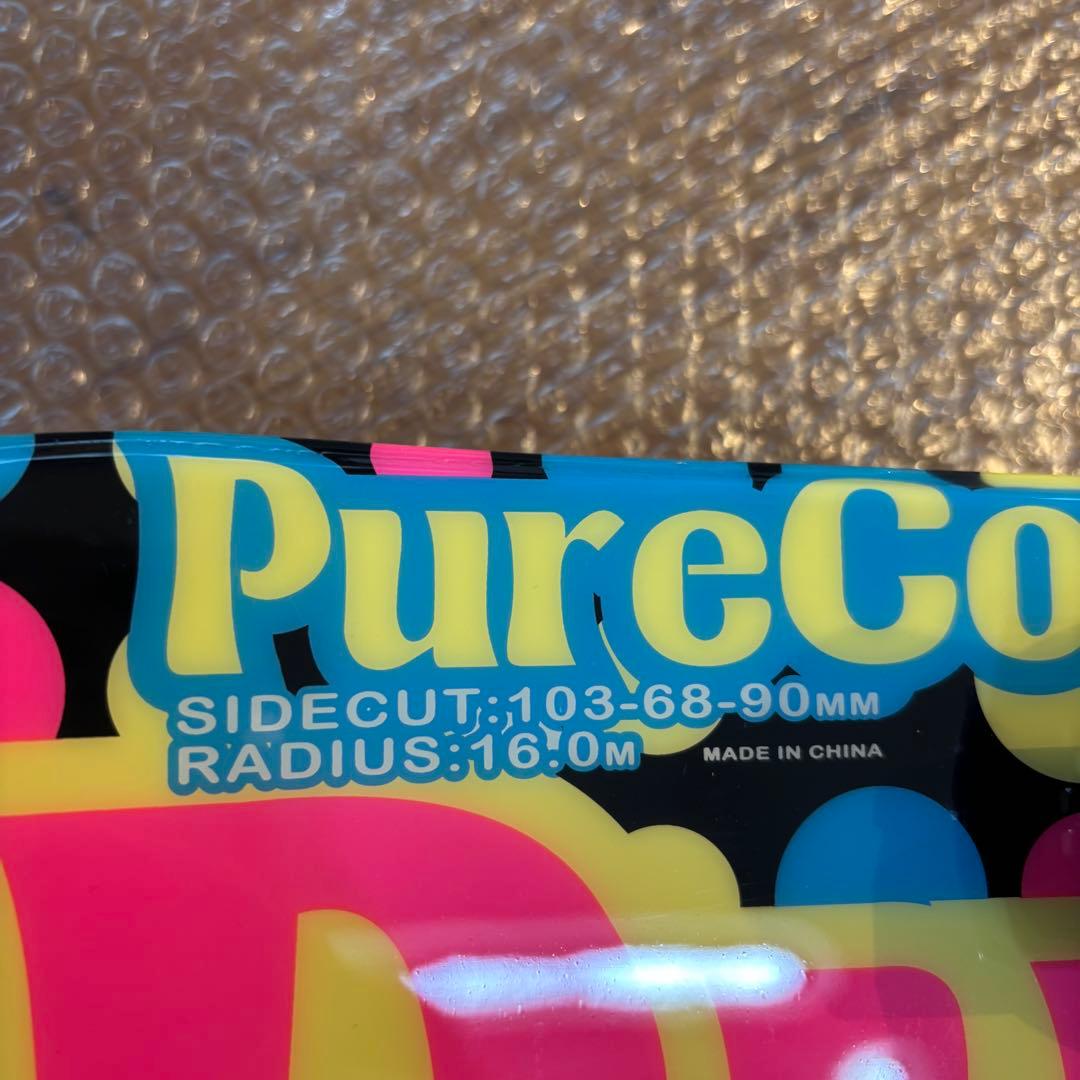 PureCo
SIDECUT:103-68-90MM
RADIUS:16.0M
MADE IN CHINA